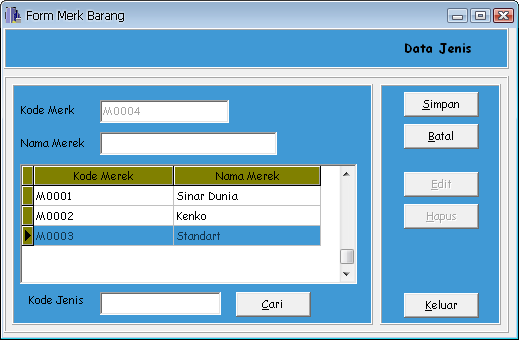 Form Merk Barang
Data Jenis
Kode Merk M0004
Nama Merek
Kode Merek Nama Merek
M0001 Sinar Dunia
M0002 Kenko
M0003 Standart
Kode Jenis Cari
Simpan
Batal
Edit
Hapus
Keluar